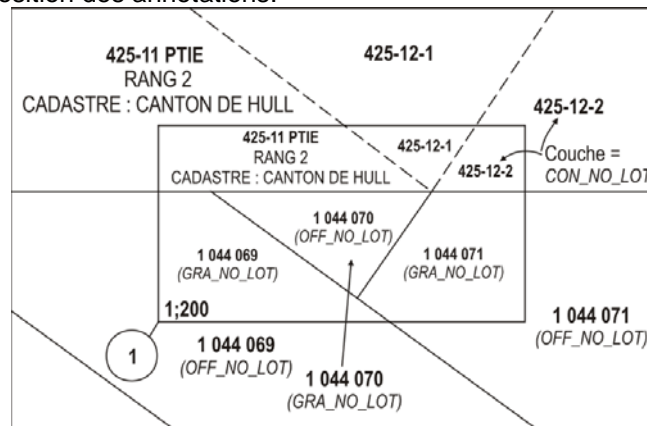 425-11 PTIE
RANG 2
CADASTRE : CANTON DE HULL
425-12-1
425-12-2
425-11 PTIE
RANG 2
CADASTRE : CANTON DE HULL
425-12-1
425-12-2
Couche =
CON_NO_LOT
1 044 070
(OFF_NO_LOT)
1 044 069
(GRA_NO_LOT)
1 044 071
(GRA_NO_LOT)
1;200
1
1 044 069
(OFF_NO_LOT)
1 044 070
(GRA_NO_LOT)
1 044 071
(OFF_NO_LOT)